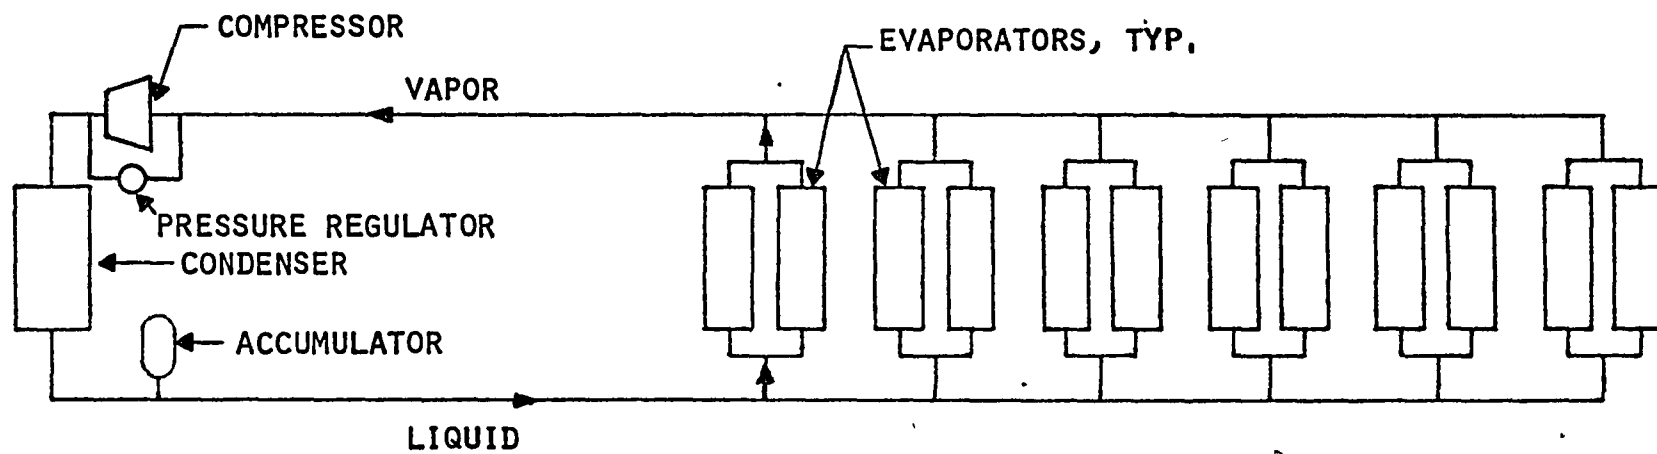 COMPRESSOR
EVAPORATORS, TYP.
VAPOR
PRESSURE REGULATOR
CONDENSER
ACCUMULATOR
LIQUID